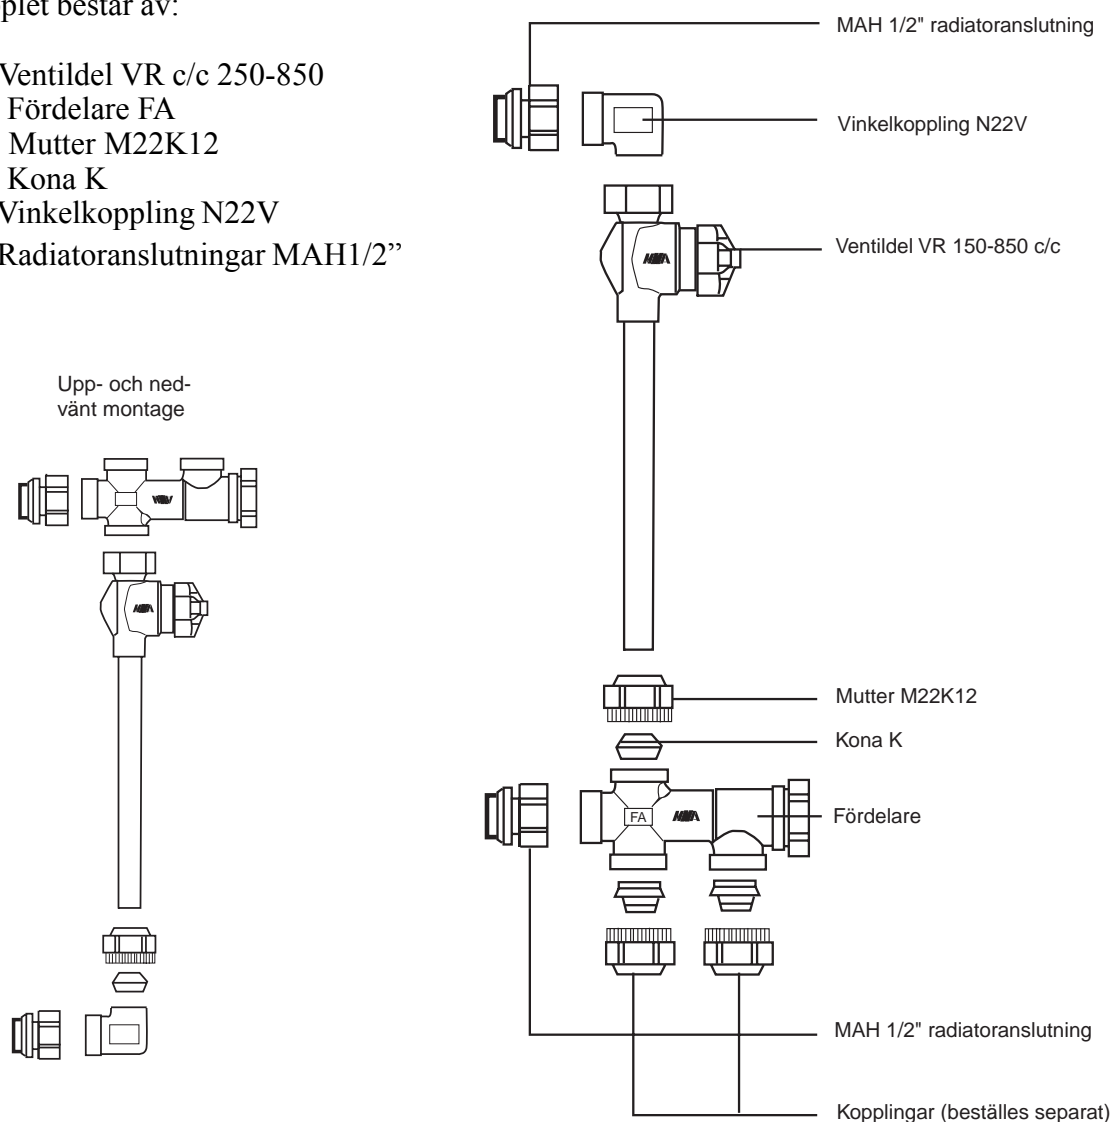 plet består av:
Ventildel VR c/c 250-850
Fördelare FA
Mutter M22K12
Kona K
Vinkelkoppling N22V
Radiatoranslutningar MAH1/2”
Upp- och ned-
vänt montage
MAH 1/2" radiatoranslutning
Vinkelkoppling N22V
Ventildel VR 150-850 c/c
Mutter M22K12
Kona K
Fördelare
FA
MAH 1/2" radiatoranslutning
Kopplingar (beställes separat)